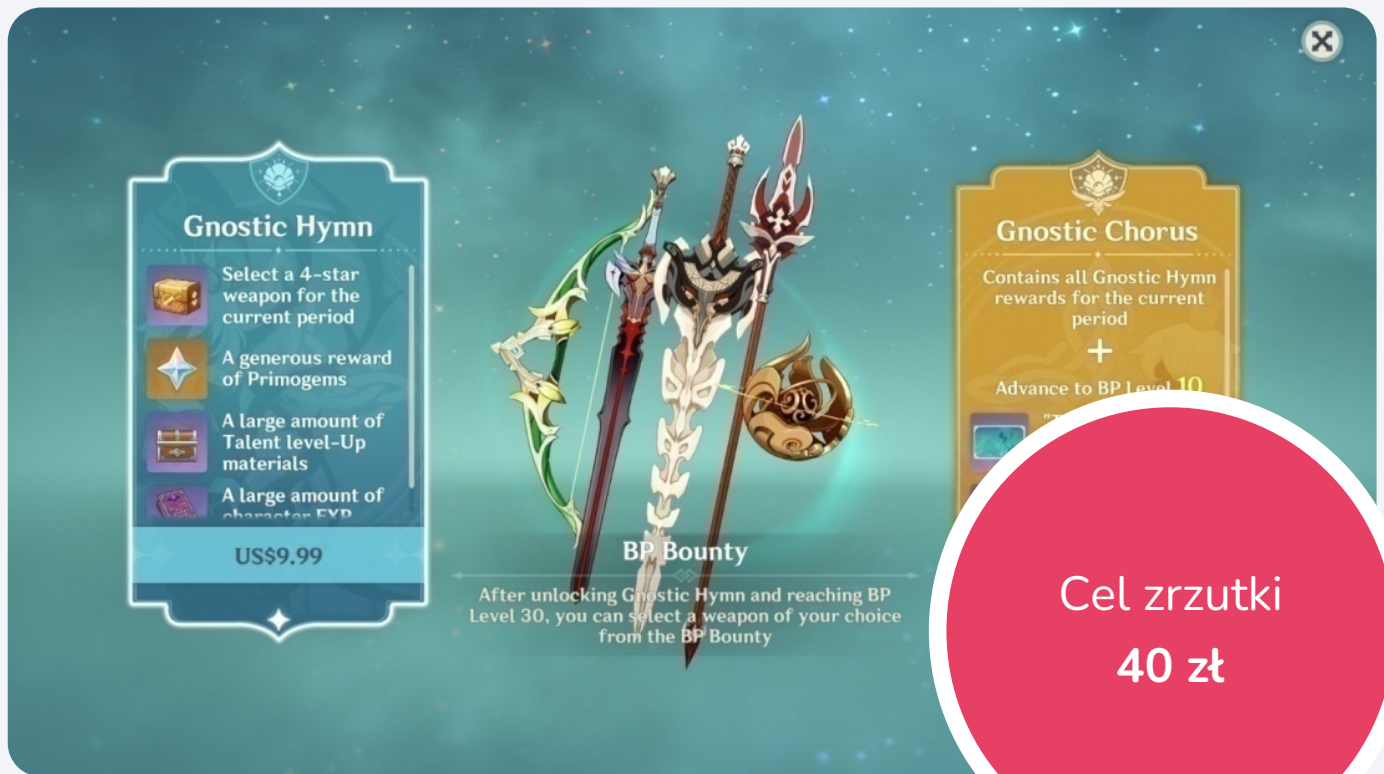 Gnostic Hymn
Select a 4-star
weapon for the
current period
A generous reward
of Primogems
A large amount of
Talent level-Up
materials
A large amount of
character EXP
US$9.99
BP Bounty
After unlocking Gnostic Hymn and reaching BP
Level 30, you can select a weapon of your choice
from the BP Bounty
Gnostic Chorus
Contains all Gnostic Hymn
rewards for the current
period
+
Advance to BP Level 10
Cel zrzutki
40 zł